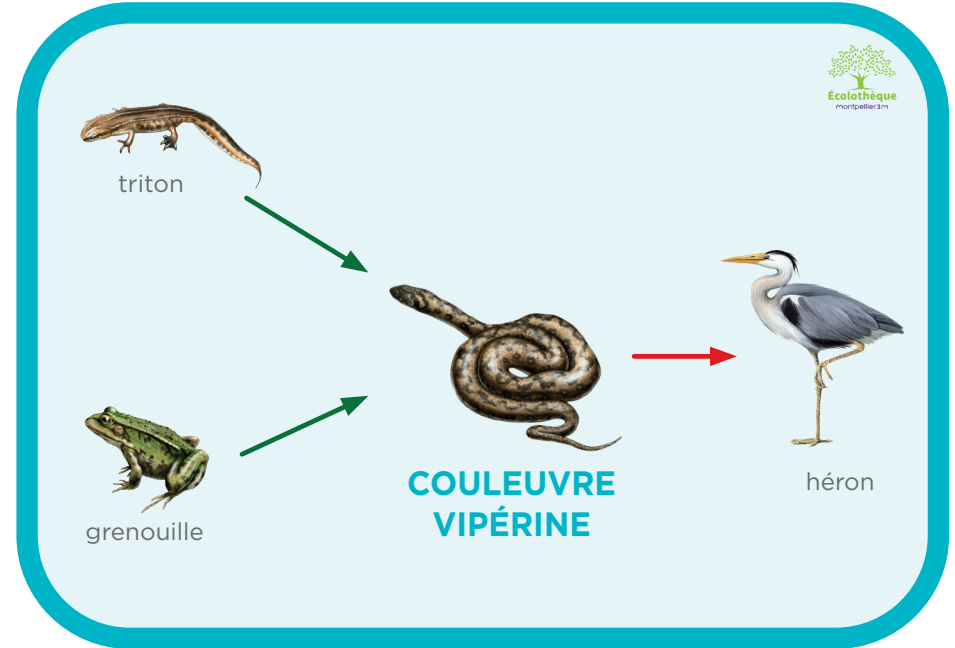 Écolothèque
montpellier3m
triton
grenouille
COULEUVRE
VIPÉRINE
héron